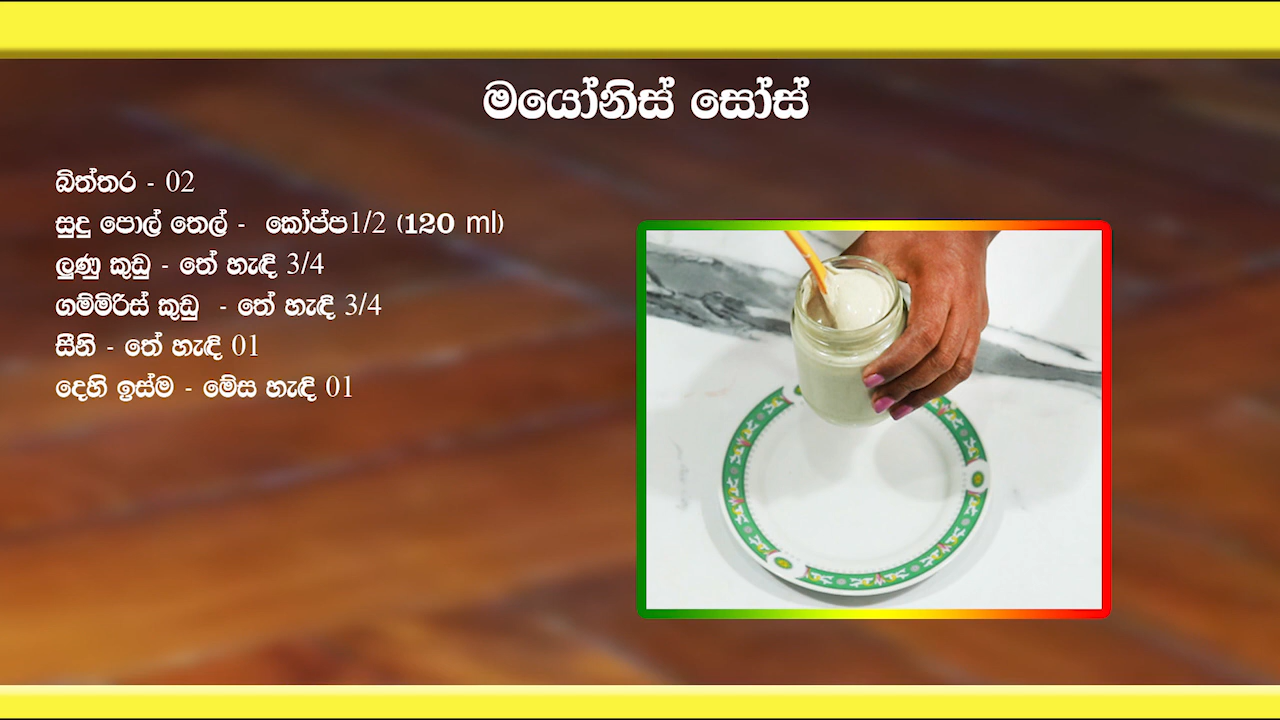 මයෝනිස් සෝස්
බිත්තර - 02
සුදු පොල් තෙල් -  කෝප්ප1/2 (120 ml)
ලුණු කුඩු - තේ හැඳි 3/4
ගම්මිරිස් කුඩු  - තේ හැඳි 3/4
සීනි - තේ හැඳි 01
දෙහි ඉස්ම - මේස හැඳි 01